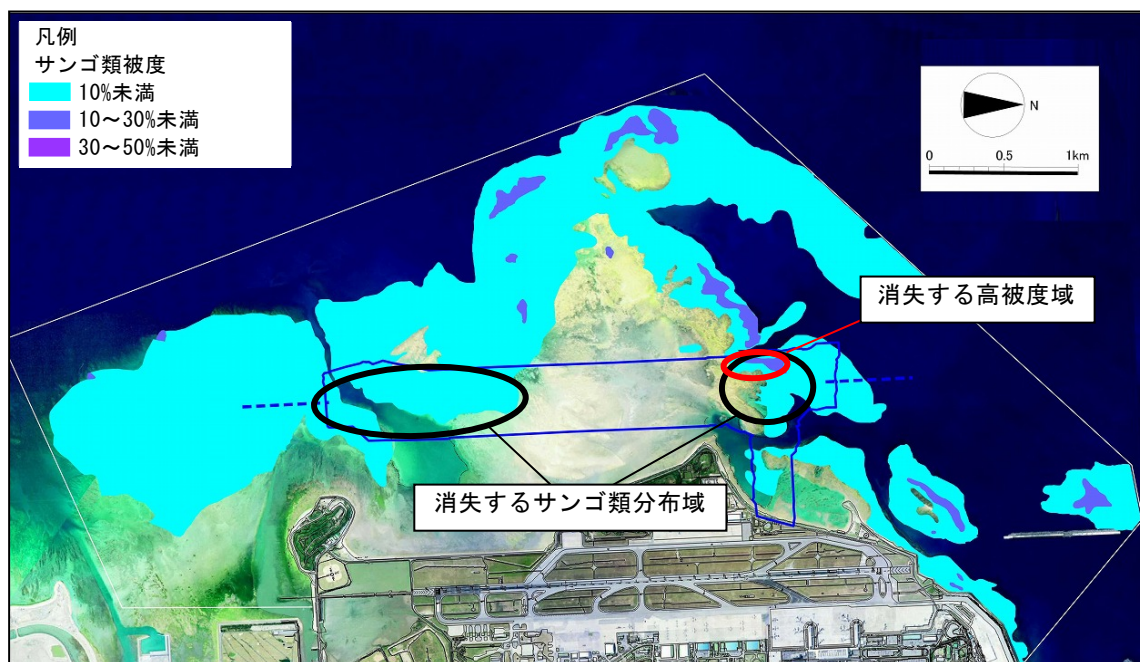 凡例
サンゴ類被度
10%未満
10～30%未満
30～50%未満
N
0 0.5 1km
消失する高被度域
消失するサンゴ類分布域